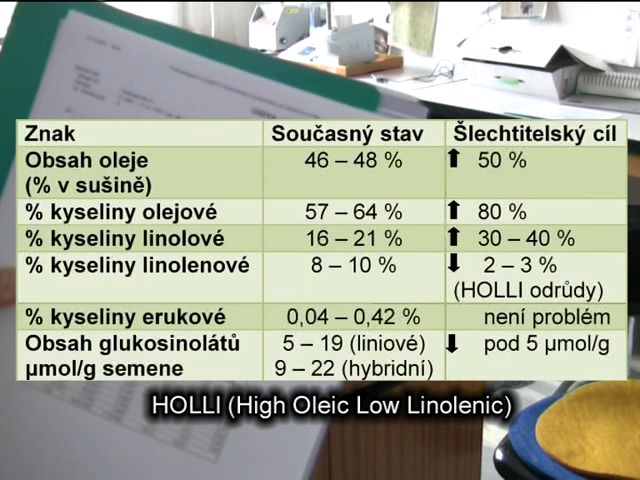 Znak Současný stav Šlechtitelský cíl
Obsah oleje 46 – 48 % ⬆ 50 %
(% v sušině)
% kyseliny olejové 57 – 64 % ⬆ 80 %
% kyseliny linolové 16 – 21 % ⬆ 30 – 40 %
% kyseliny linolenové 8 – 10 % ⬇ 2 – 3 %
(HOLLI odrůdy)
% kyseliny erukové 0,04 – 0,42 % není problém
Obsah glukosinolátů 5 – 19 (liniové) ⬇ pod 5 µmol/g
µmol/g semene 9 – 22 (hybridní)
HOLLI (High Oleic Low Linolenic)